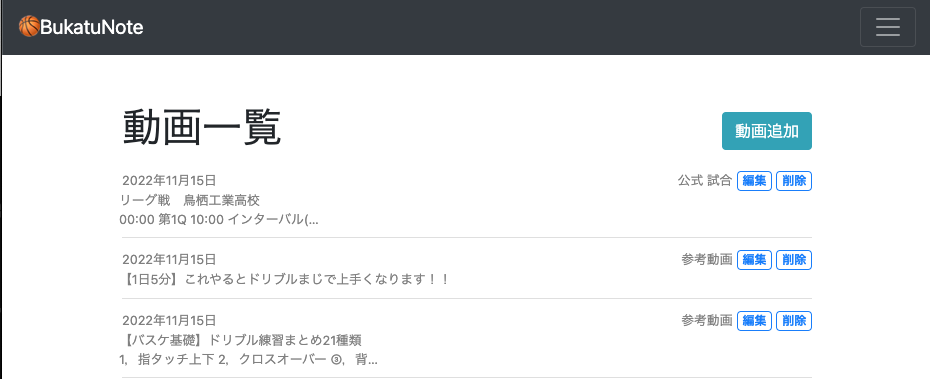 🏀BukatuNote
動画一覧
動画追加
2022年11月15日 公式 試合 編集 削除
リーグ戦　鳥栖工業高校
00:00 第1Q 10:00 インターバル(...
2022年11月15日 参考動画 編集 削除
【1日5分】これやるとドリブルまじで上手くなります！！
2022年11月15日 参考動画 編集 削除
【バスケ基礎】ドリブル練習まとめ21種類
1，指タッチ上下 2，クロスオーバー ③，背...